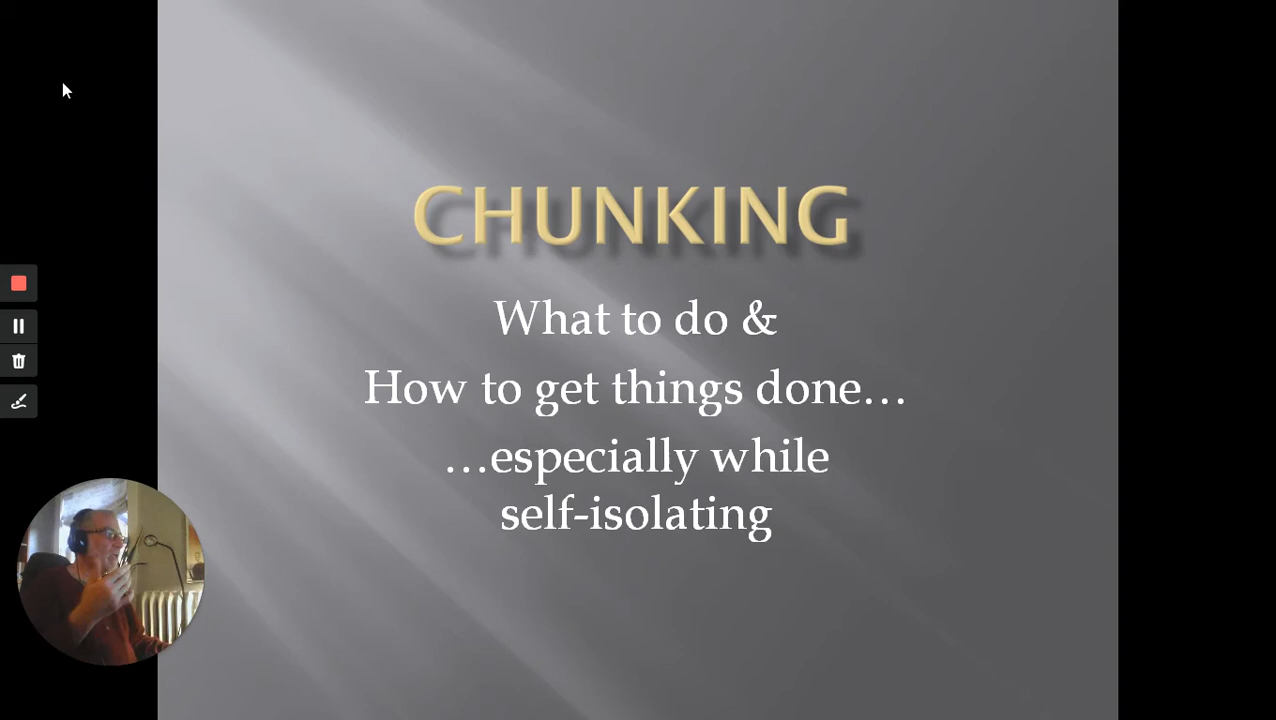 CHUNKING
What to do &
How to get things done…
…especially while
self-isolating